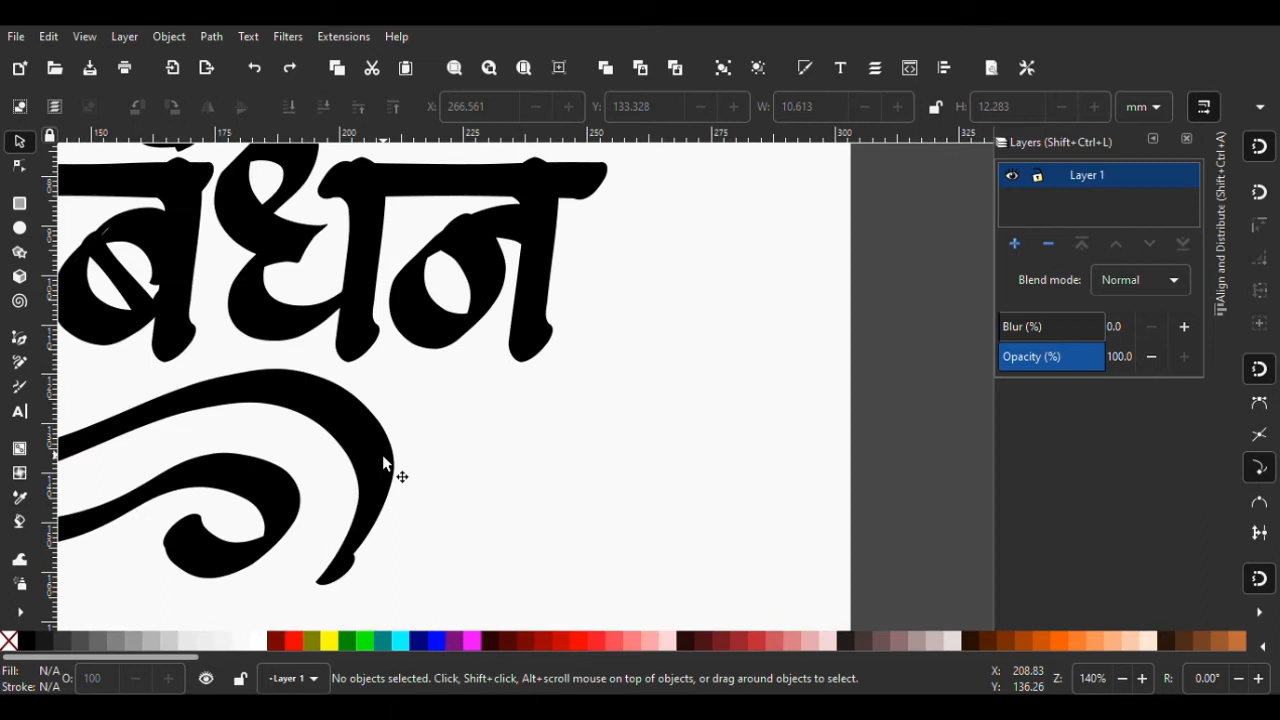 File Edit View Layer Object Path Text Filters Extensions Help
X: 266.561 Y: 133.328 W: 10.613 H: 12.283 mm
150 175 200 225 250 275 300 325
Layers (Shift+Ctrl+L)
Layer 1
Blend mode: Normal
Blur (%) 0.0
Opacity (%) 100.0
Align and Distribute (Shift+Ctrl+A)
बंधन
Fill: N/A O: 100 -Layer 1 No objects selected. Click, Shift+click, Alt+scroll mouse on top of objects, or drag around objects to select. X: 208.83 Z: 140% R: 0.00°
Stroke: N/A Y: 136.26